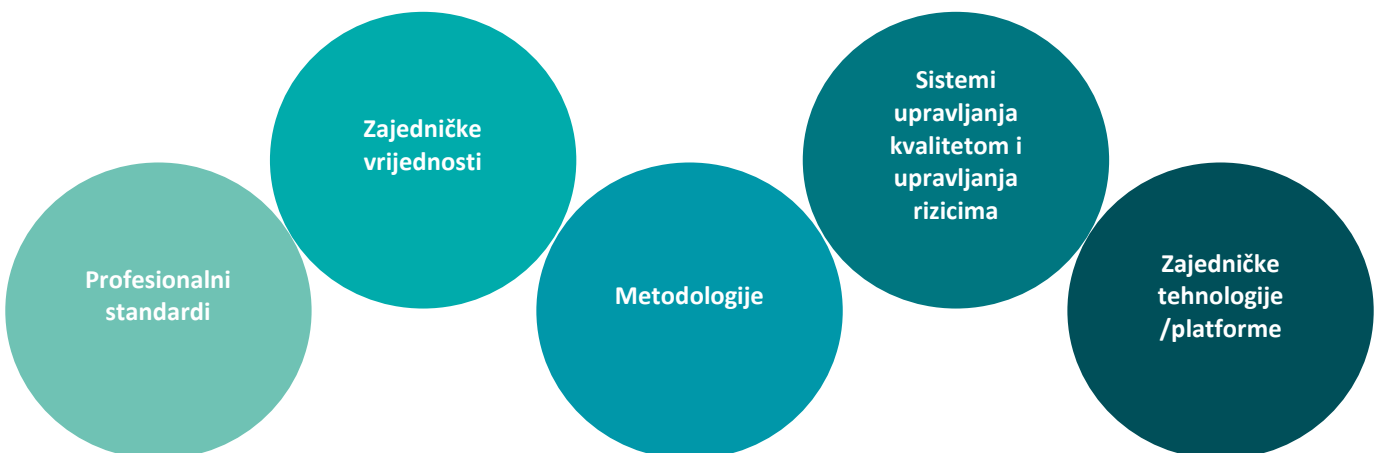 Profesionalni
standardi
Zajedničke
vrijednosti
Metodologije
Sistemi
upravljanja
kvalitetom i
upravljanja
rizicima
Zajedničke
tehnologije
/platforme